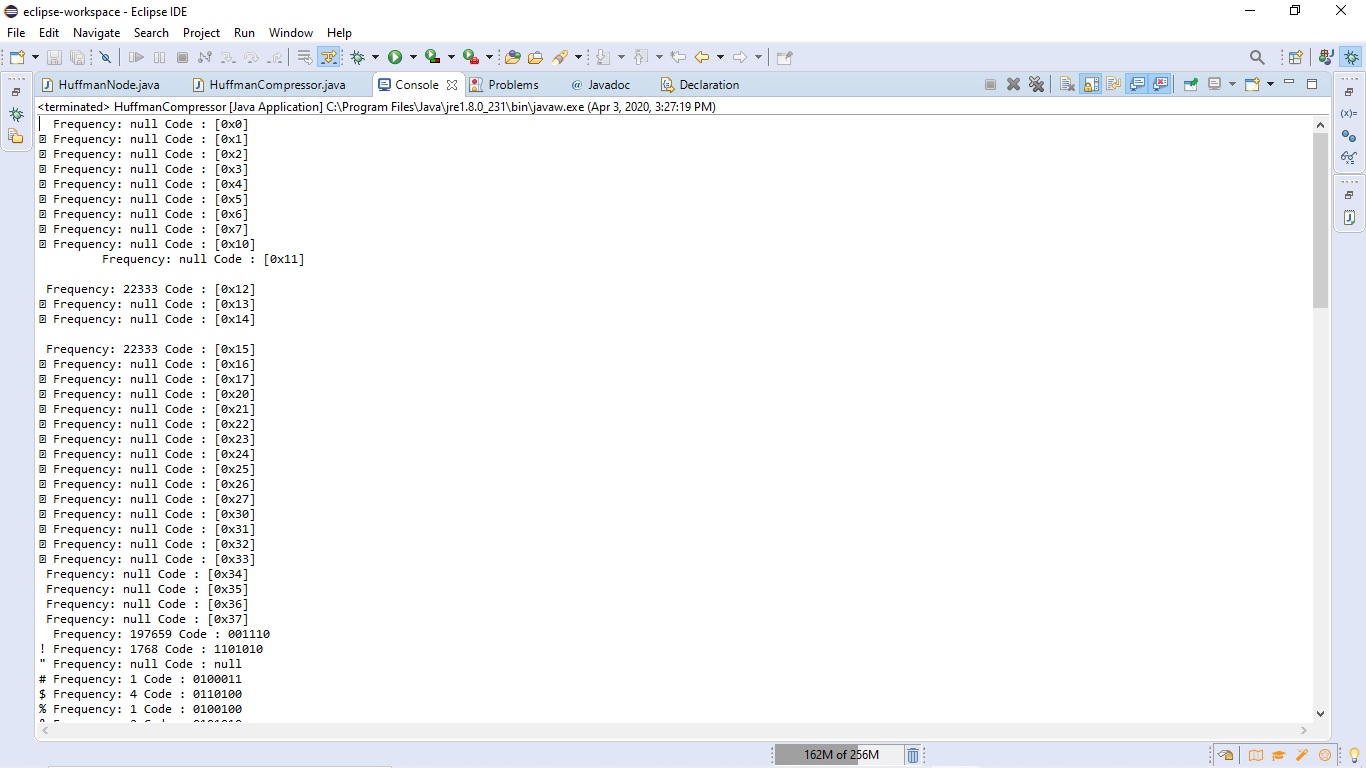 eclipse-workspace - Eclipse IDE
File Edit Navigate Search Project Run Window Help
HuffmanNode.java HuffmanCompressor.java Console Problems @ Javadoc Declaration
<terminated> HuffmanCompressor [Java Application] C:\Program Files\Java\jre1.8.0_231\bin\javaw.exe (Apr 3, 2020, 3:27:19 PM)
Frequency: null Code : [0x0]
Frequency: null Code : [0x1]
Frequency: null Code : [0x2]
Frequency: null Code : [0x3]
Frequency: null Code : [0x4]
Frequency: null Code : [0x5]
Frequency: null Code : [0x6]
Frequency: null Code : [0x7]
Frequency: null Code : [0x10]
Frequency: null Code : [0x11]
Frequency: 22333 Code : [0x12]
Frequency: null Code : [0x13]
Frequency: null Code : [0x14]
Frequency: 22333 Code : [0x15]
Frequency: null Code : [0x16]
Frequency: null Code : [0x17]
Frequency: null Code : [0x20]
Frequency: null Code : [0x21]
Frequency: null Code : [0x22]
Frequency: null Code : [0x23]
Frequency: null Code : [0x24]
Frequency: null Code : [0x25]
Frequency: null Code : [0x26]
Frequency: null Code : [0x27]
Frequency: null Code : [0x30]
Frequency: null Code : [0x31]
Frequency: null Code : [0x32]
Frequency: null Code : [0x33]
Frequency: null Code : [0x34]
Frequency: null Code : [0x35]
Frequency: null Code : [0x36]
Frequency: null Code : [0x37]
Frequency: 197659 Code : 001110
! Frequency: 1768 Code : 1101010
" Frequency: null Code : null
# Frequency: 1 Code : 0100011
$ Frequency: 4 Code : 0110100
% Frequency: 1 Code : 0100100
162M of 256M